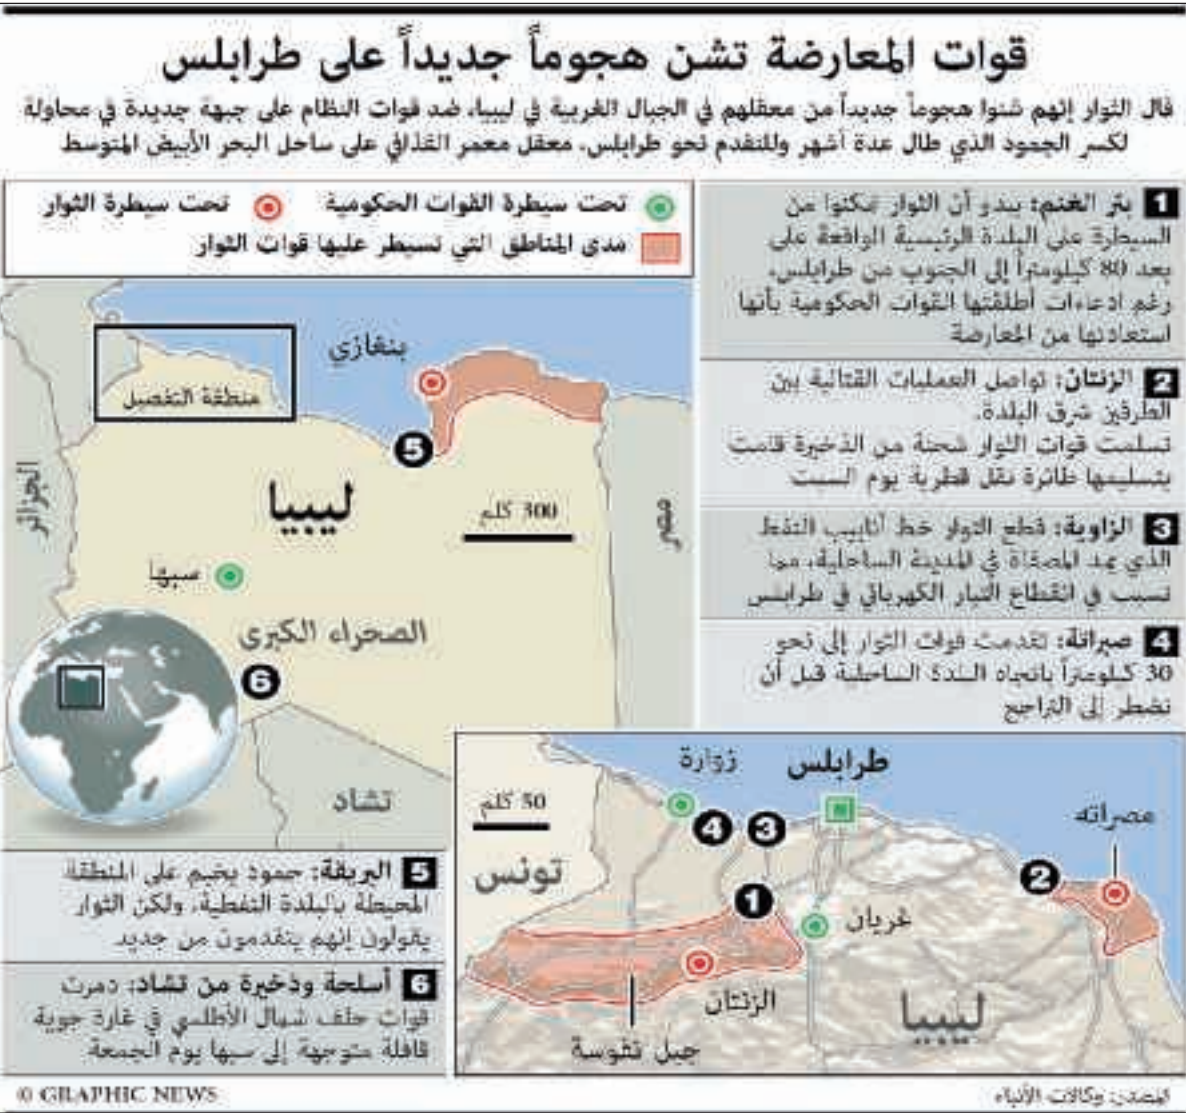 قوات المعارضة تشن هجوماً جديداً على طرابلس
قال الثوار إنهم شنوا هجوماً جديداً من معقلهم في الجبال الغربية في ليبيا، ضد قوات النظام على جبهة جديدة في محاولة
لكسر الجمود الذي طال عدة أشهر وللتقدم نحو طرابلس، معقل معمر القذافي على ساحل البحر الأبيض المتوسط
تحت سيطرة القوات الحكومية
تحت سيطرة الثوار
مدى المناطق التي تسيطر عليها قوات الثوار
1 بئر الغنم: يبدو أن الثوار تمكنوا من
السيطرة على البلدة الرئيسية الواقعة على
بعد 80 كيلومتراً إلى الجنوب من طرابلس،
رغم ادعاءات أطلقتها القوات الحكومية بأنها
استعادتها من المعارضة
2 الزنتان: تواصل العمليات القتالية بين
الطرفين شرق البلدة.
تسلمت قوات الثوار شحنة من الذخيرة قامت
بتسليمها طائرة نقل قطرية يوم السبت
3 الزاوية: قطع الثوار خط أنابيب النفط
الذي يمد المصفاة في المدينة الساحلية، مما
تسبب في انقطاع التيار الكهربائي في طرابلس
4 صبراتة: تقدمت قوات الثوار إلى نحو
30 كيلومتراً باتجاه البلدة الساحلية قبل أن
تضطر إلى التراجع
بنغازي
منطقة التفصيل
5
الجزائر
ليبيا
300 كلم
مصر
سبها
الصحراء الكبرى
6
تشاد
5 البريقة: جمود يخيم على المنطقة
المحيطة بالبلدة النفطية، ولكن الثوار
يقولون إنهم يتقدمون من جديد
6 أسلحة وذخيرة من تشاد: دمرت
قوات حلف شمال الأطلسي في غارة جوية
قافلة متوجهة إلى سبها يوم الجمعة
زوارة
طرابلس
50 كلم
مصراته
4
3
تونس
2
1
غريان
الزنتان
ليبيا
جبل نفوسة
© GRAPHIC NEWS
المصدر: وكالات الأنباء